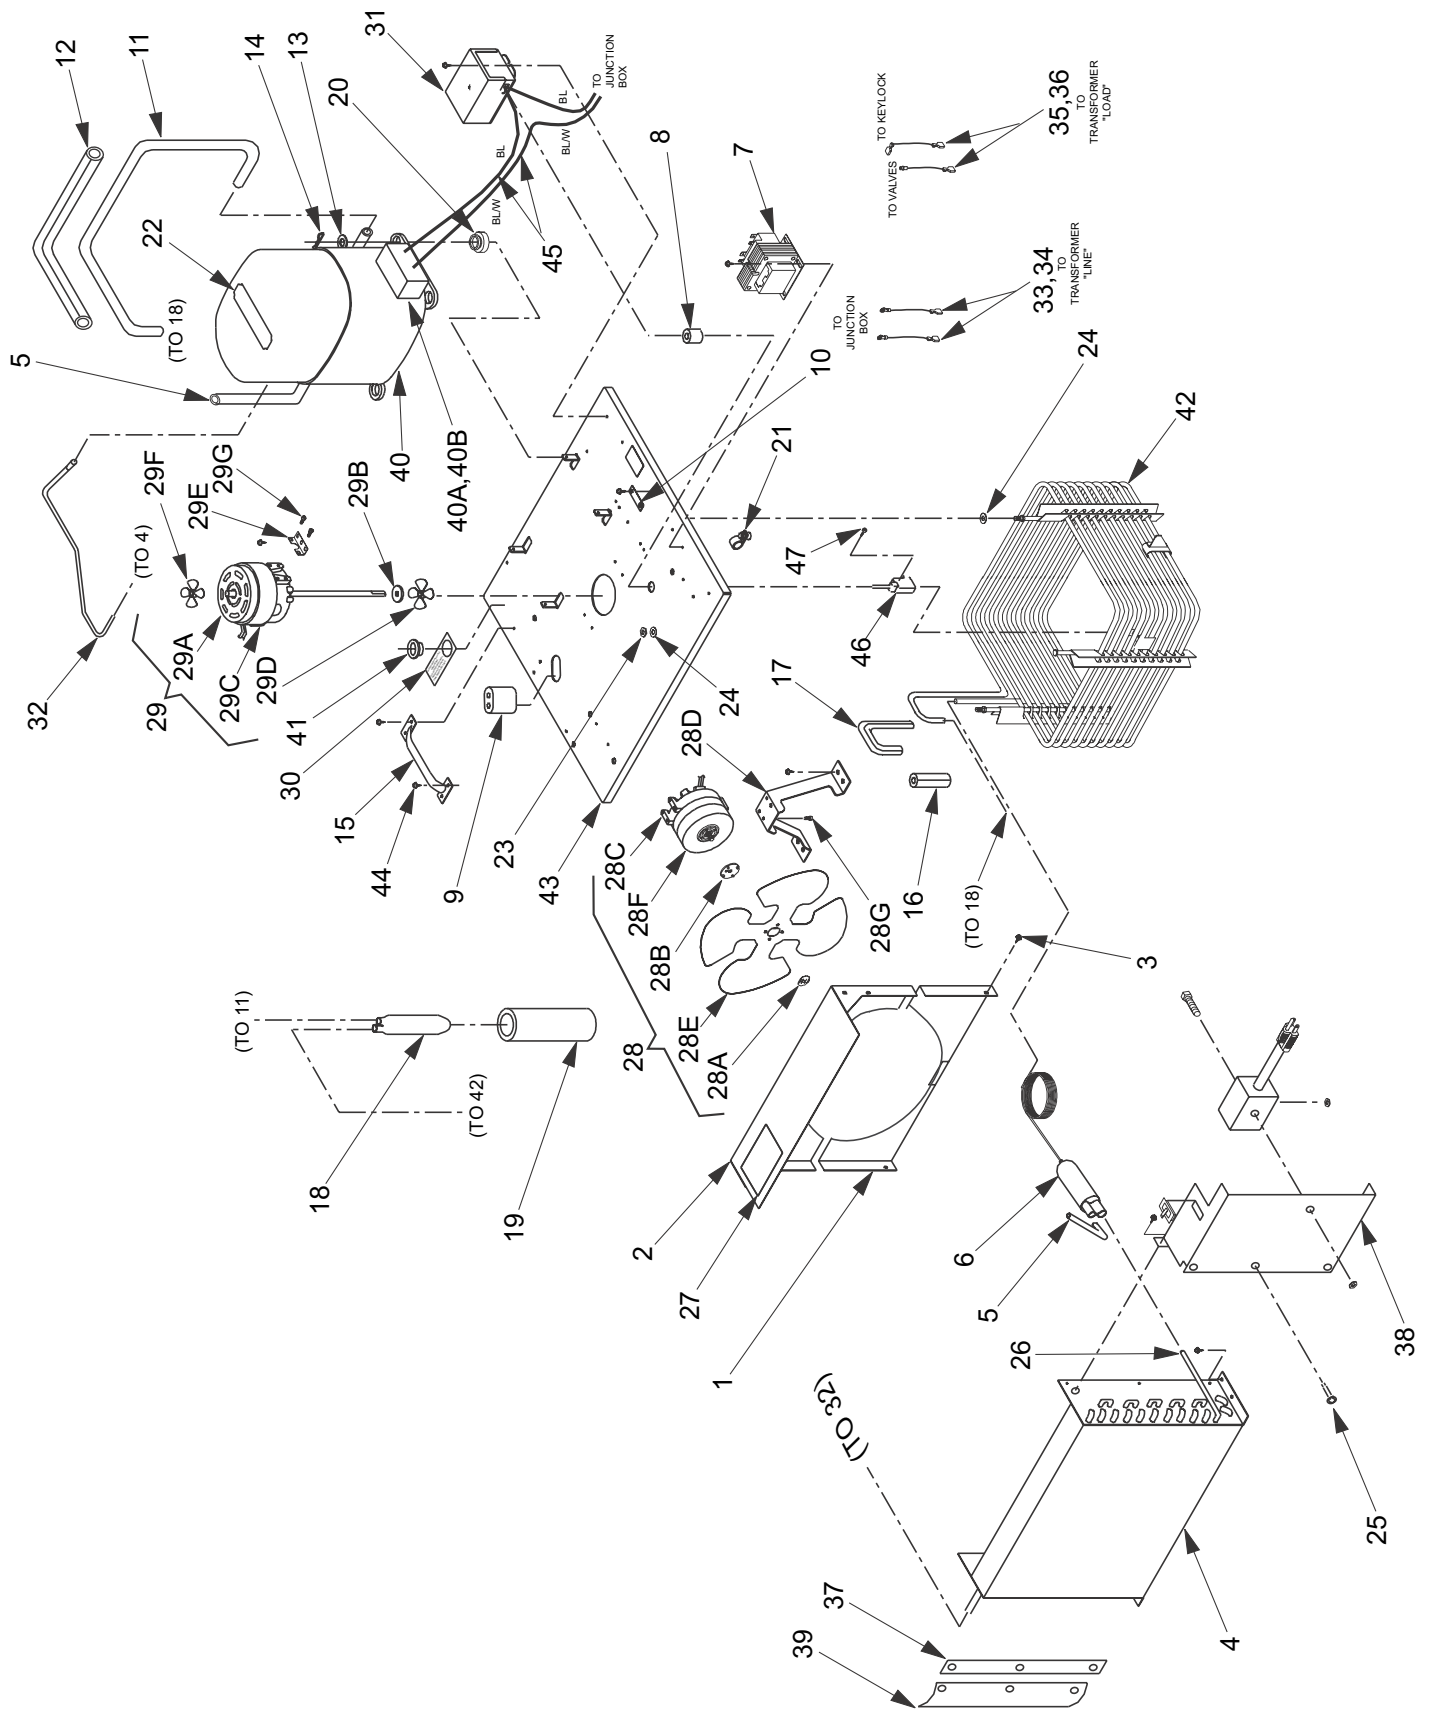 12
11
14
13
20
31
22
5
(TO 18)
BL
BL
BL/W
BL/W
TO
JUNCTION
BOX
45
8
7
TO KEYLOCK
TO VALVES
35,36
TO
TRANSFORMER
"LOAD"
TO
JUNCTION
BOX
33,34
TO
TRANSFORMER
"LINE"
29F
29G
29E
29B
40
40A,40B
10
21
24
42
(TO 4)
32
29
29A
29C
29D
41
30
15
44
9
23
24
43
47
46
17
28D
16
28C
28F
28B
28G
(TO 18)
3
28
28E
28A
(TO 11)
18
(TO 42)
19
2
27
1
6
5
26
38
25
(TO 32)
4
37
39